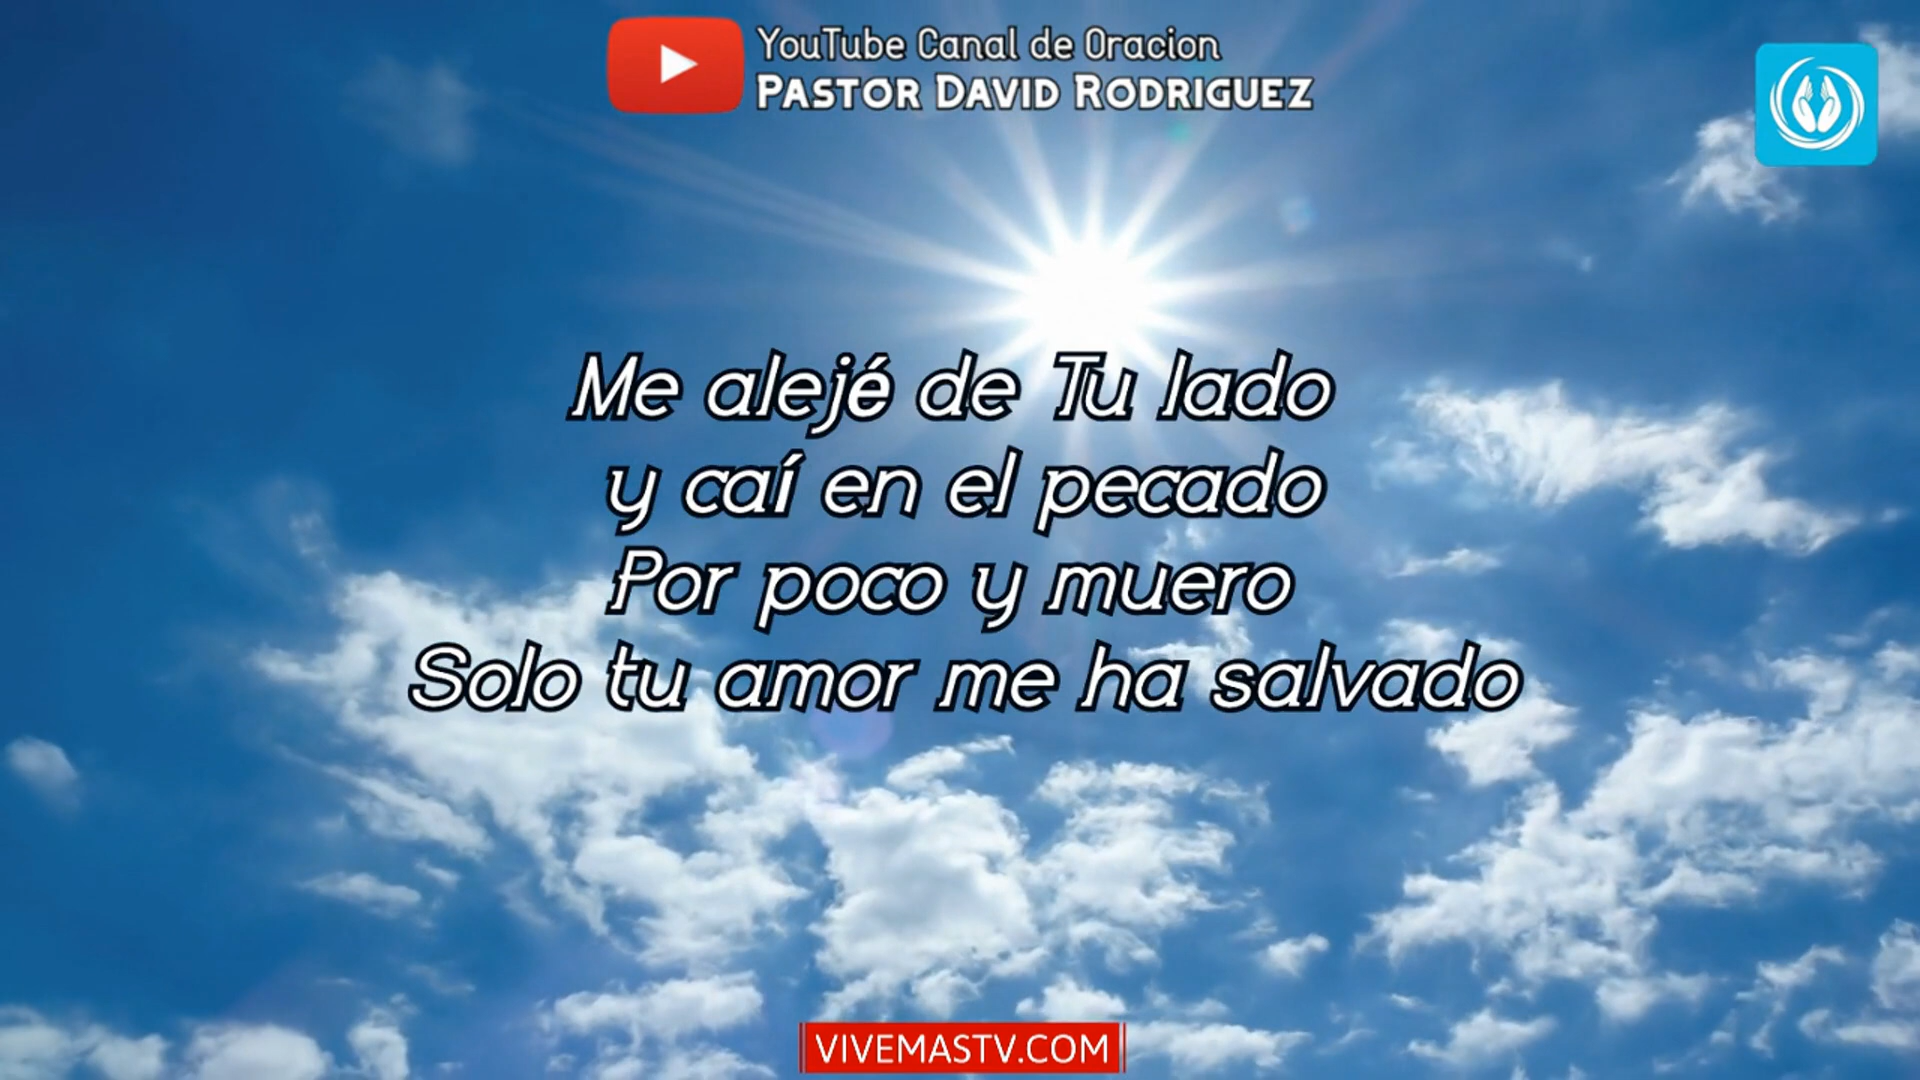 YouTube Canal de Oracion
PASTOR DAVID RODRIGUEZ
Me alejé de Tu lado
y caí en el pecado
Por poco y muero
Solo tu amor me ha salvado
VIVEMASTV.COM